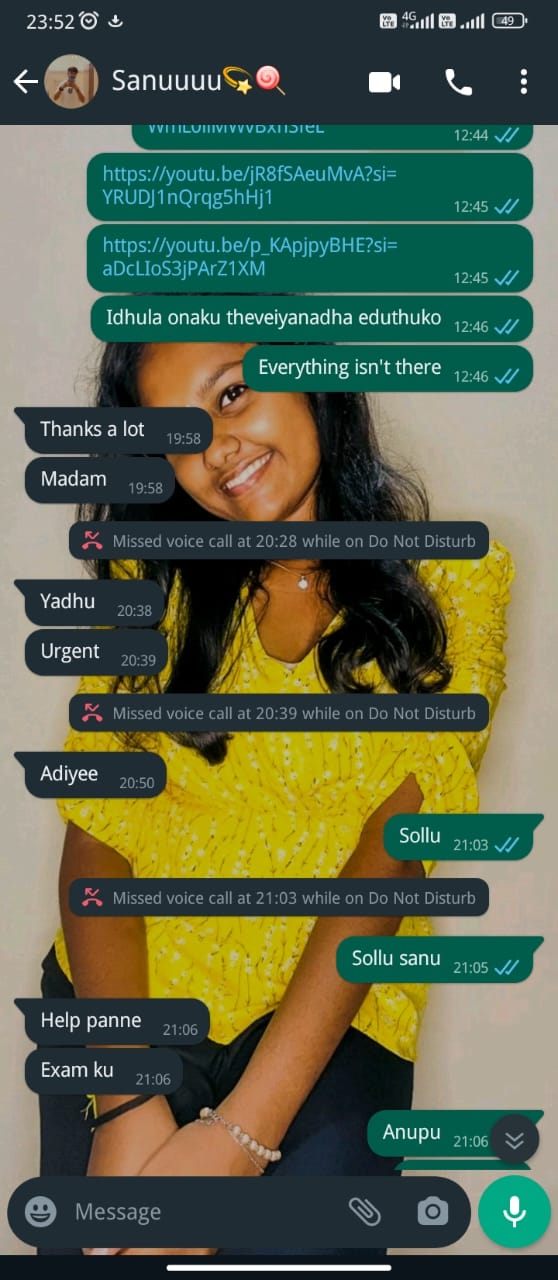 23:52
4G
49
Sanuuuu💫🍭
12:44
https://youtu.be/jR8fSAeuMvA?si=
YRUDJ1nQrqg5hHj1
12:45
https://youtu.be/p_KApjpyBHE?si=
aDcLIoS3jPArZ1XM
12:45
Idhula onaku theveiyanadha eduthuko 12:46
Everything isn't there 12:46
Thanks a lot 19:58
Madam 19:58
Missed voice call at 20:28 while on Do Not Disturb
Yadhu 20:38
Urgent 20:39
Missed voice call at 20:39 while on Do Not Disturb
Adiyee 20:50
Sollu 21:03
Missed voice call at 21:03 while on Do Not Disturb
Sollu sanu 21:05
Help panne 21:06
Exam ku 21:06
Anupu 21:06
Message